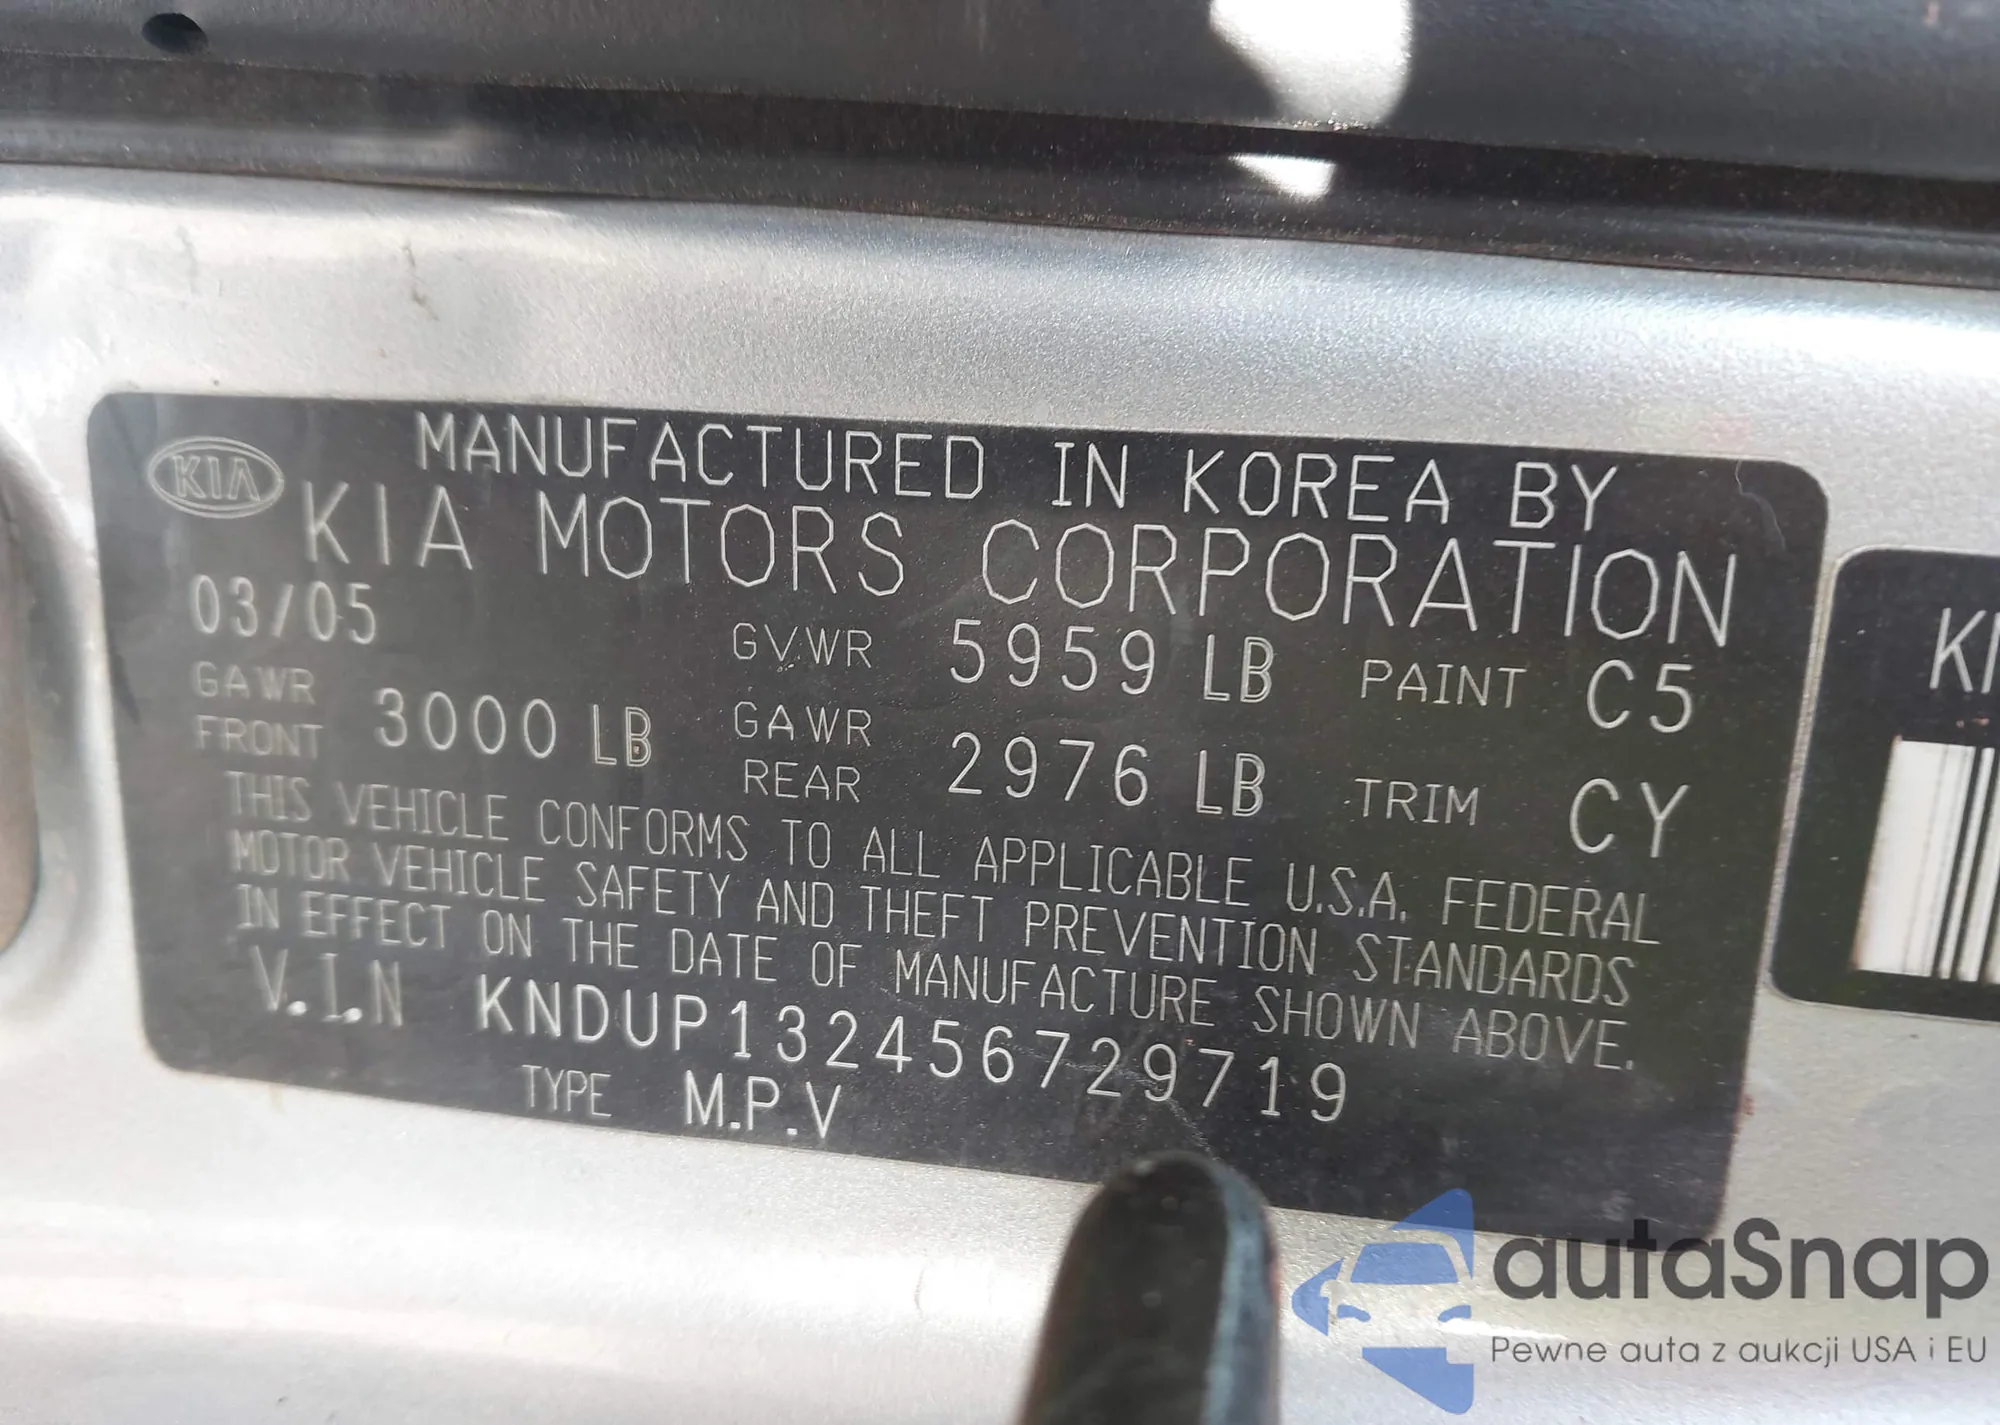 KIA
MANUFACTURED IN KOREA BY
KIA MOTORS CORPORATION
03/05
GVWR 5959 LB PAINT C5
GAWR FRONT 3000 LB GAWR REAR 2976 LB TRIM CY
THIS VEHICLE CONFORMS TO ALL APPLICABLE U.S.A. FEDERAL
MOTOR VEHICLE SAFETY AND THEFT PREVENTION STANDARDS
IN EFFECT ON THE DATE OF MANUFACTURE SHOWN ABOVE.
V.I.N KNDUP132456729719
TYPE M.P.V
autaSnap
Pewne auta z aukcji USA i EU